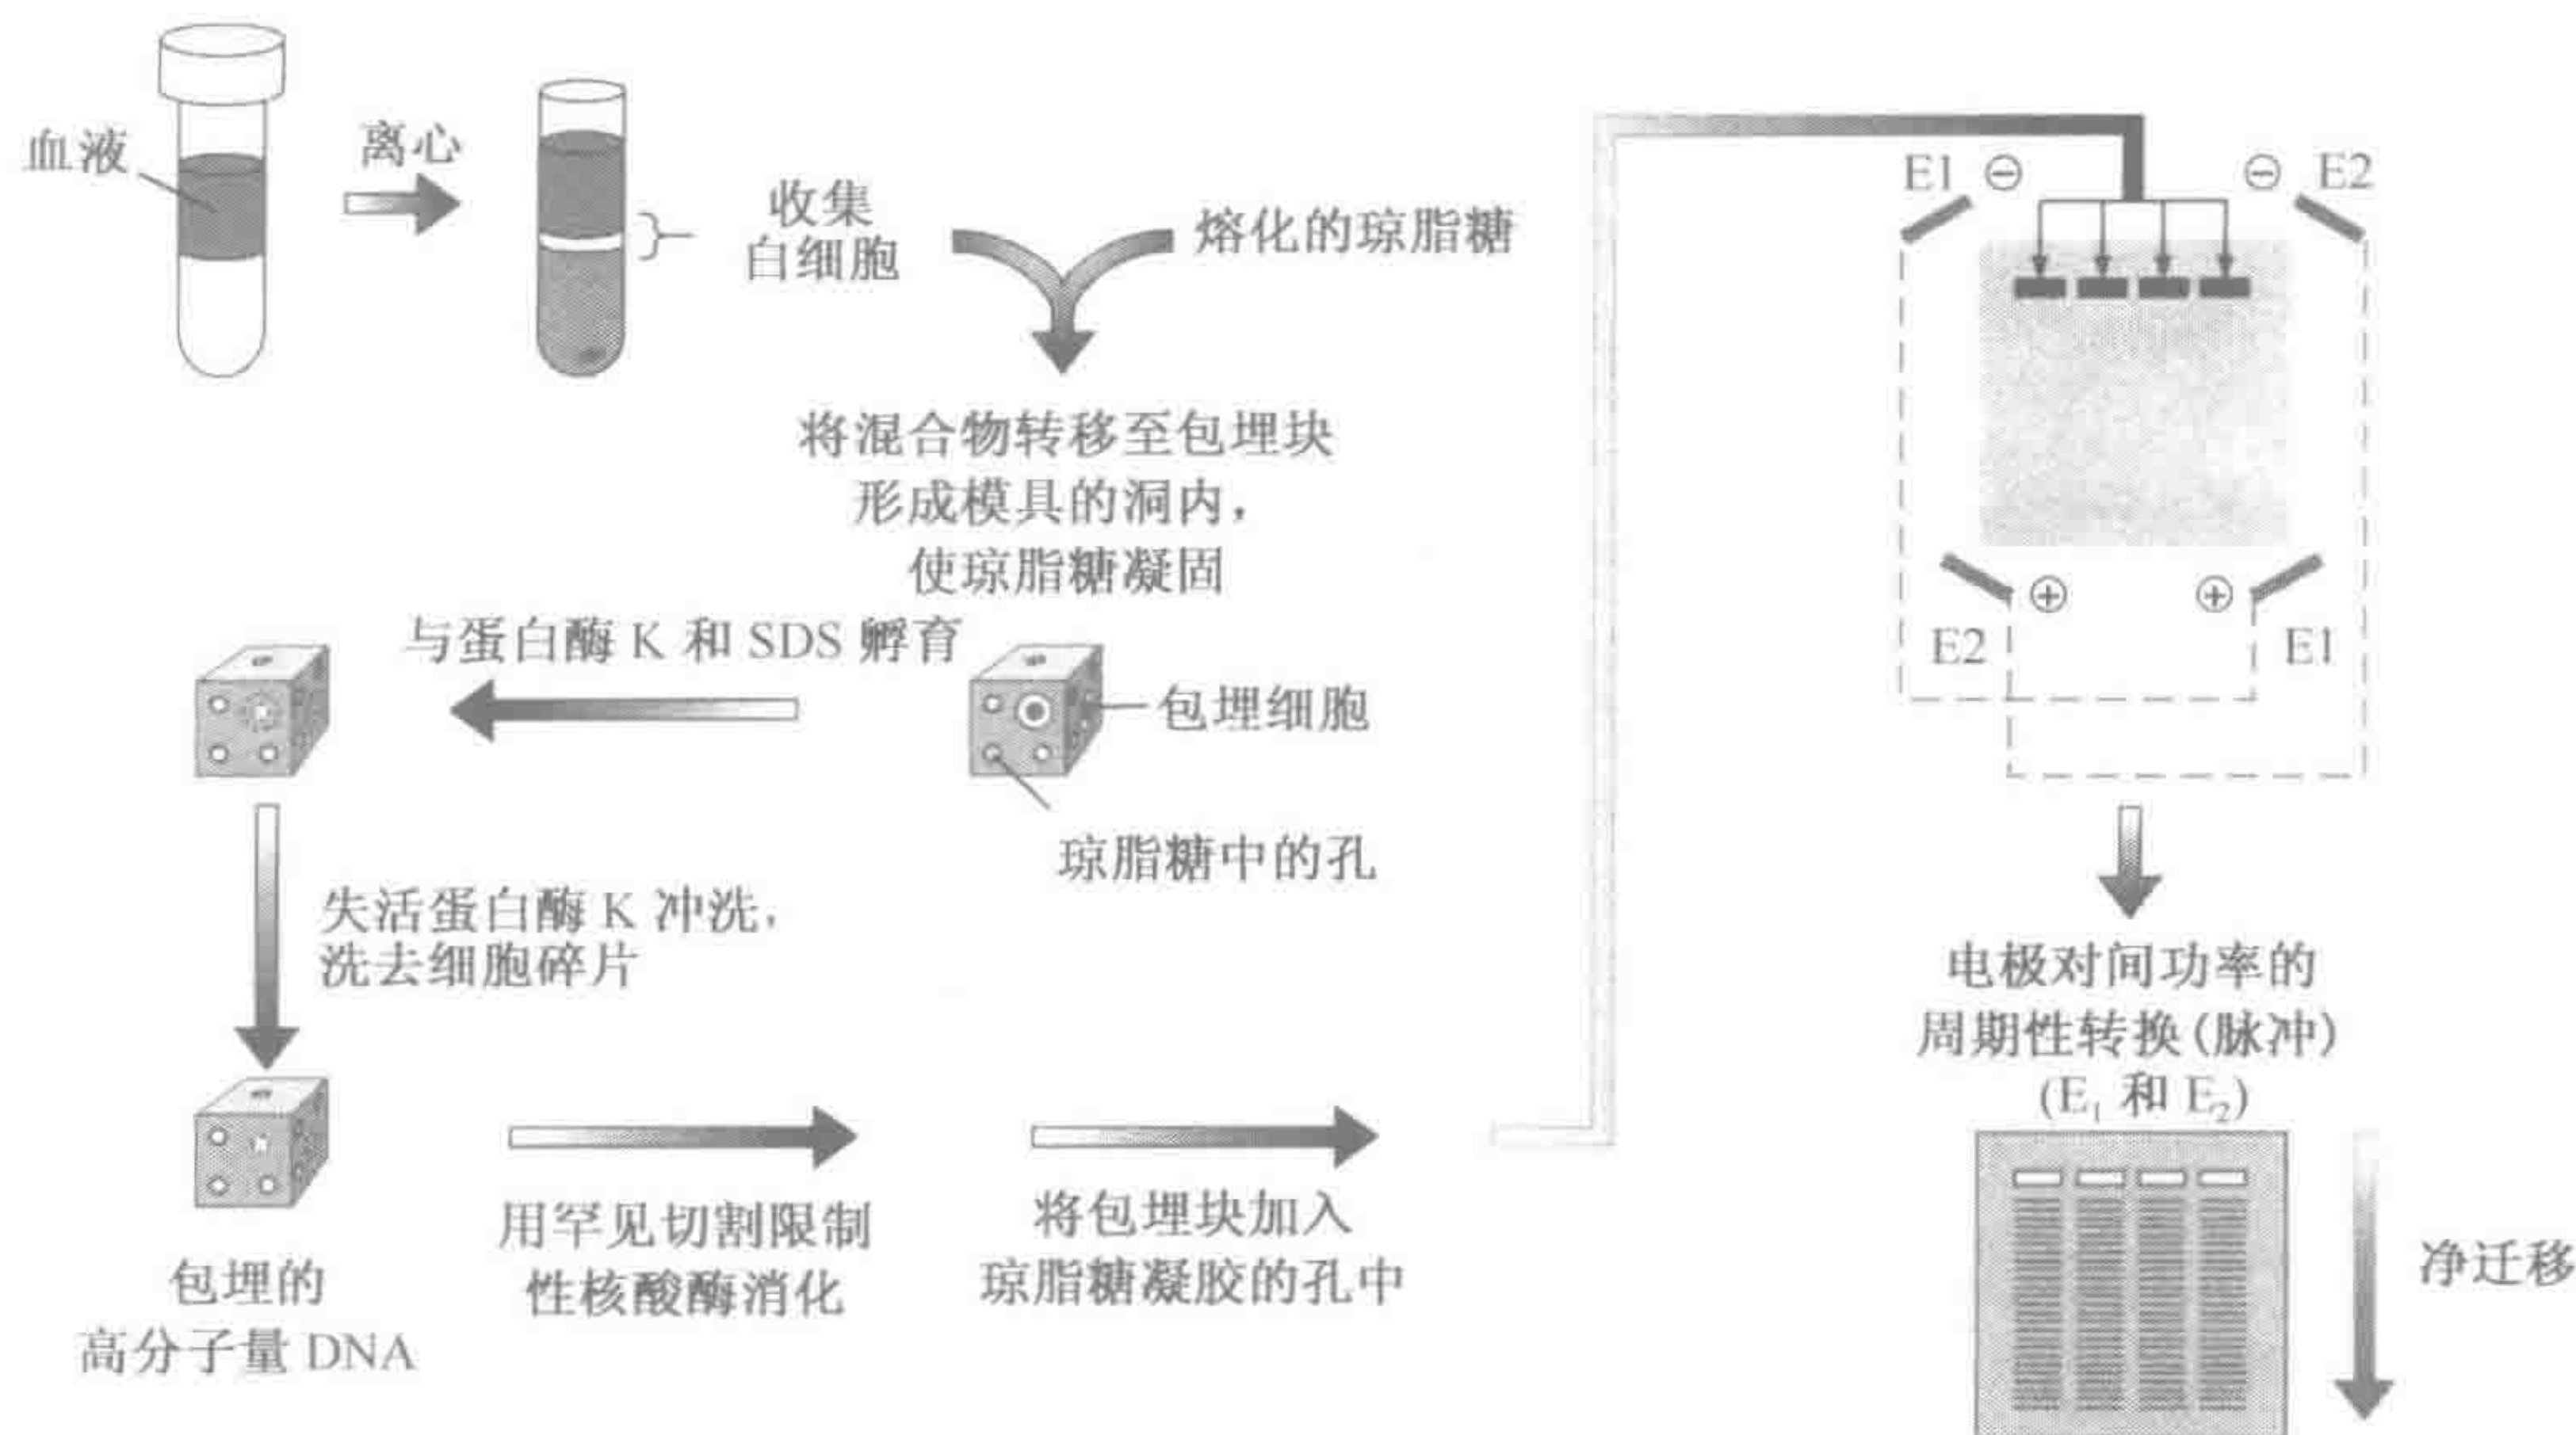 血液
离心
收集
白细胞
熔化的琼脂糖
将混合物转移至包埋块
形成模具的洞内，
使琼脂糖凝固
与蛋白酶 K 和 SDS 孵育
包埋细胞
琼脂糖中的孔
失活蛋白酶 K 冲洗，
洗去细胞碎片
包埋的
高分子量 DNA
用罕见切割限制
性核酸酶消化
将包埋块加入
琼脂糖凝胶的孔中
E1 ⊖
⊖ E2
⊕
⊕
E2
E1
电极对间功率的
周期性转换(脉冲)
(E₁ 和 E₂)
净迁移